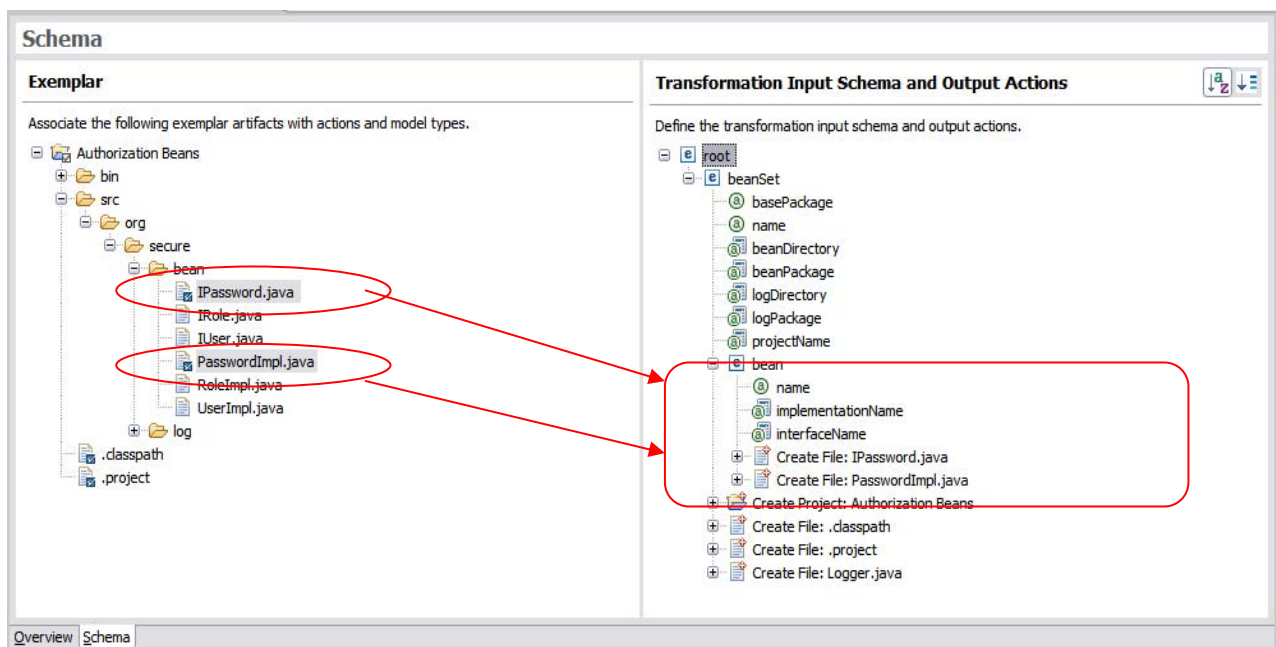 Schema
Exemplar
Associate the following exemplar artifacts with actions and model types.
Authorization Beans
bin
src
org
secure
bean
IPassword.java
IRole.java
IUser.java
PasswordImpl.java
RoleImpl.java
UserImpl.java
log
.classpath
.project
Transformation Input Schema and Output Actions
Define the transformation input schema and output actions.
root
beanSet
basePackage
name
beanDirectory
beanPackage
logDirectory
logPackage
projectName
bean
name
implementationName
interfaceName
Create File: IPassword.java
Create File: PasswordImpl.java
Create Project: Authorization Beans
Create File: .classpath
Create File: .project
Create File: Logger.java
Overview Schema